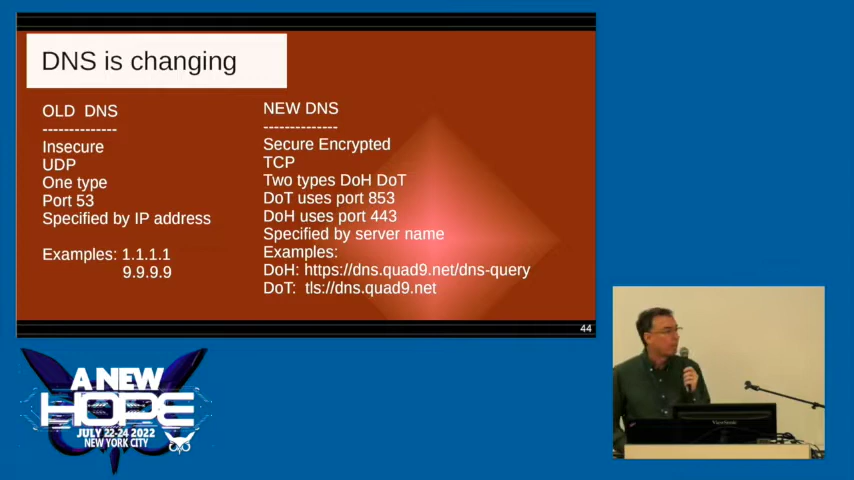 DNS is changing
OLD DNS
--------------
Insecure
UDP
One type
Port 53
Specified by IP address
Examples: 1.1.1.1
9.9.9.9
NEW DNS
--------------
Secure Encrypted
TCP
Two types DoH DoT
DoT uses port 853
DoH uses port 443
Specified by server name
Examples:
DoH: https://dns.quad9.net/dns-query
DoT: tls://dns.quad9.net
44
A NEW
HOPE
JULY 22-24 2022
NEW YORK CITY
ViewSonic